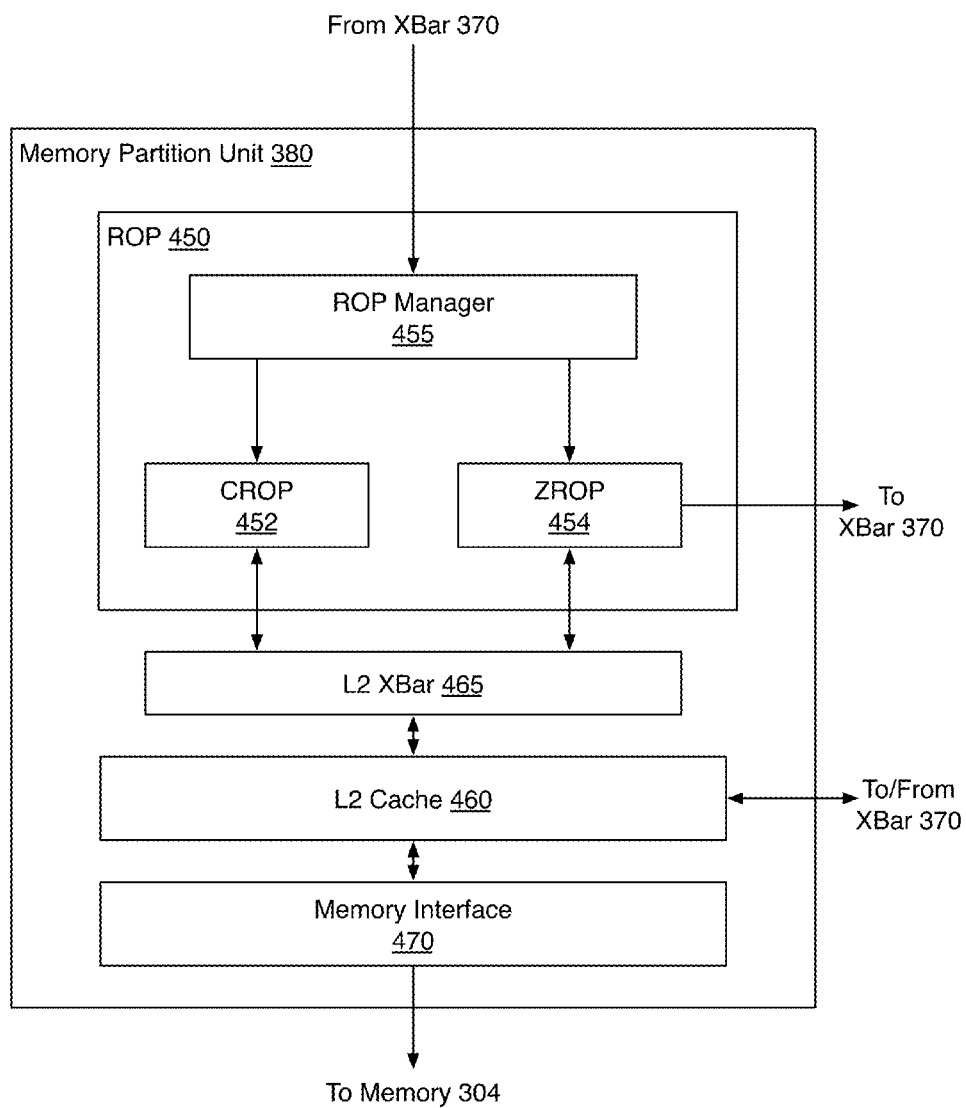 From XBar 370
Memory Partition Unit 380
ROP 450
ROP Manager
455
CROP
452
ZROP
454
To
XBar 370
L2 XBar 465
L2 Cache 460
To/From
XBar 370
Memory Interface
470
To Memory 304